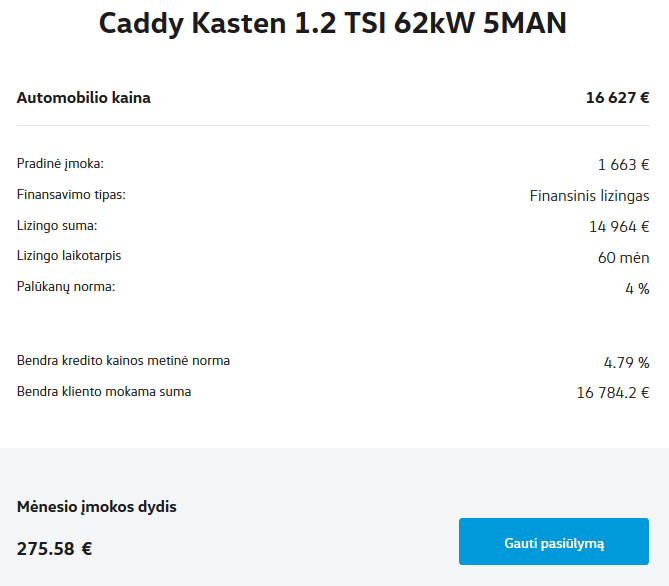 Caddy Kasten 1.2 TSI 62kW 5MAN
Automobilio kaina 16 627 €
Pradinė įmoka: 1 663 €
Finansavimo tipas: Finansinis lizingas
Lizingo suma: 14 964 €
Lizingo laikotarpis 60 mėn
Palūkanų norma: 4 %
Bendra kredito kainos metinė norma 4.79 %
Bendra kliento mokama suma 16 784.2 €
Mėnesio įmokos dydis
275.58 €
Gauti pasiūlymą